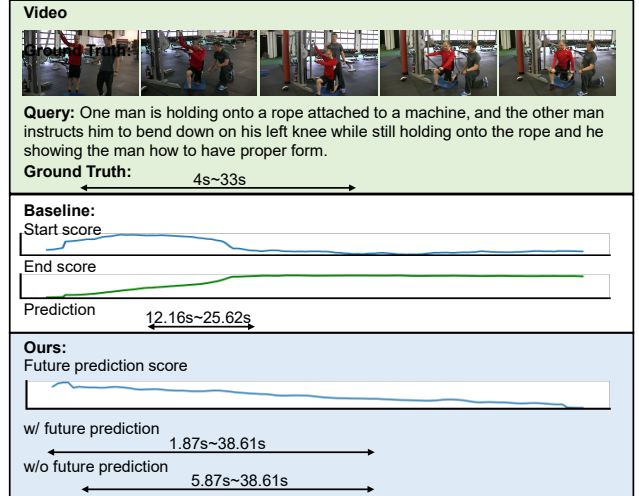 Video
Ground Truth:
Query: One man is holding onto a rope attached to a machine, and the other man
instructs him to bend down on his left knee while still holding onto the rope and he
showing the man how to have proper form.
Ground Truth:
4s~33s
Baseline:
Start score
End score
Prediction
12.16s~25.62s
Ours:
Future prediction score
w/ future prediction
1.87s~38.61s
w/o future prediction
5.87s~38.61s